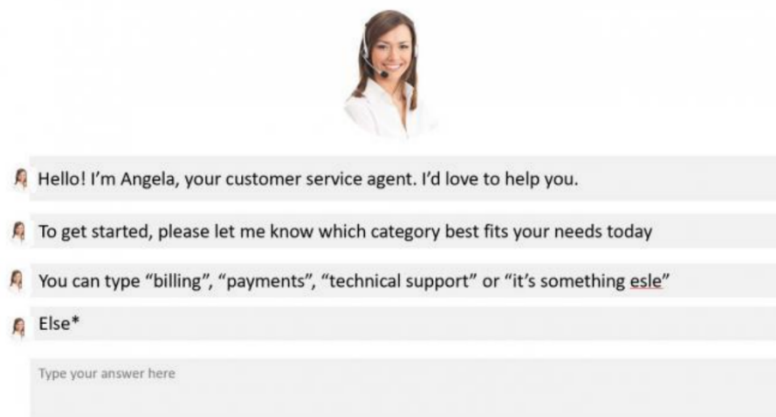 Hello! I’m Angela, your customer service agent. I’d love to help you.
To get started, please let me know which category best fits your needs today
You can type “billing”, “payments”, “technical support” or “it’s something esle”
Else*
Type your answer here